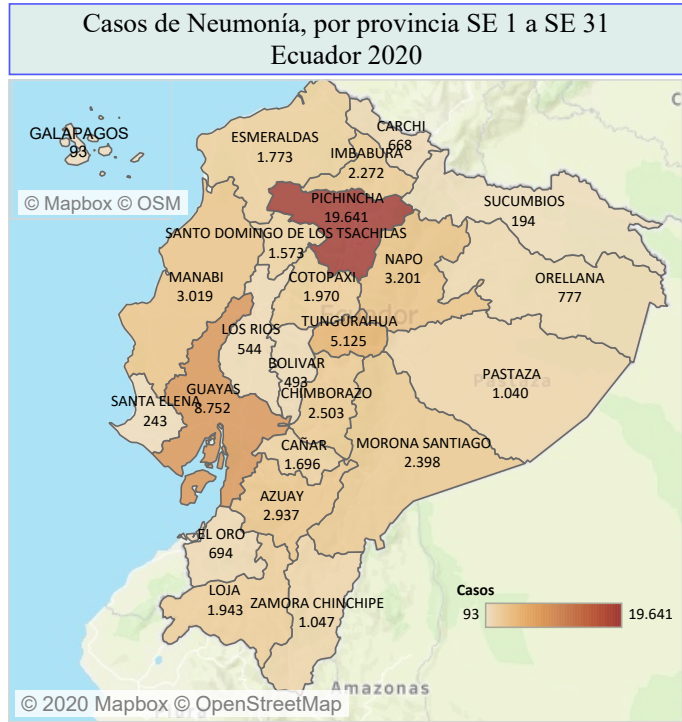 Casos de Neumonía, por provincia SE 1 a SE 31
Ecuador 2020
GALAPAGOS
93
© Mapbox © OSM
ESMERALDAS
1.773
CARCHI
668
IMBABURA
2.272
PICHINCHA
19.641
SUCUMBIOS
194
SANTO DOMINGO DE LOS TSACHILAS
1.573
NAPO
3.201
MANABI
3.019
COTOPAXI
1.970
ORELLANA
777
Ecuador
LOS RIOS
544
TUNGURAHUA
5.125
BOLIVAR
493
PASTAZA
1.040
Pastaza
SANTA ELENA
243
GUAYAS
8.752
CHIMBORAZO
2.503
CAÑAR
1.696
MORONA SANTIAGO
2.398
AZUAY
2.937
EL ORO
694
LOJA
1.943
ZAMORA CHINCHIPE
1.047
Casos
93 19.641
Amazonas
© 2020 Mapbox © OpenStreetMap